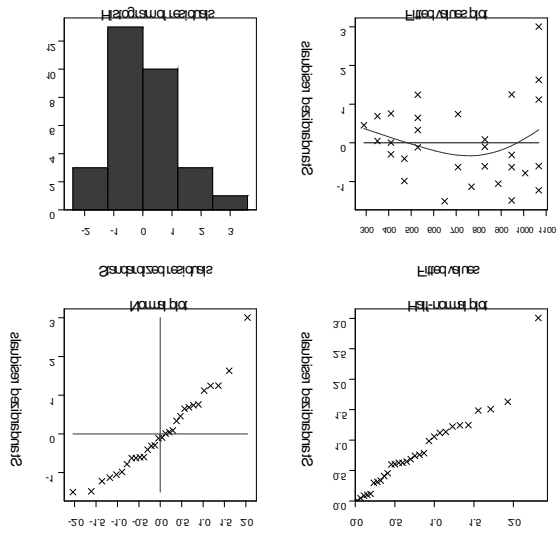 Histogram of residuals
12
10
8
6
4
2
0
-2 -1 0 1 2 3
Standardized residuals
Fitted values plot
Standardized residuals
3
2
1
0
-1
300 400 500 600 700 800 900 1000 1100
Fitted values
Normal plot
Standardized residuals
3
2
1
0
-1
-2.0 -1.5 -1.0 -0.5 0.0 0.5 1.0 1.5 2.0
Half-normal plot
Standardized residuals
3.0
2.5
2.0
1.5
1.0
0.5
0.0
0.0 0.5 1.0 1.5 2.0